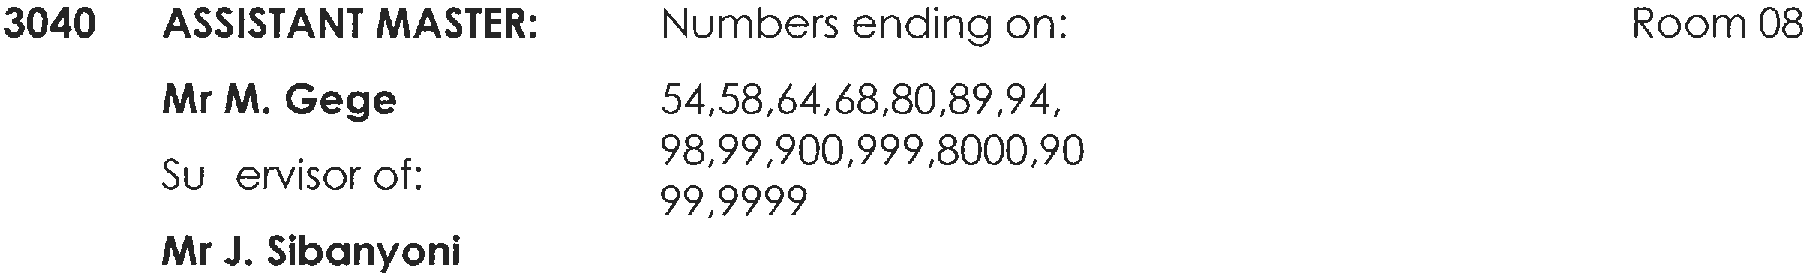 3040 ASSISTANT MASTER: Numbers ending on: Room 08
Mr M. Gege 54,58,64,68,80,89,94,
98,99,900,999,8000,90
Su ervisor of:
99,9999
Mr J. Sibanyoni